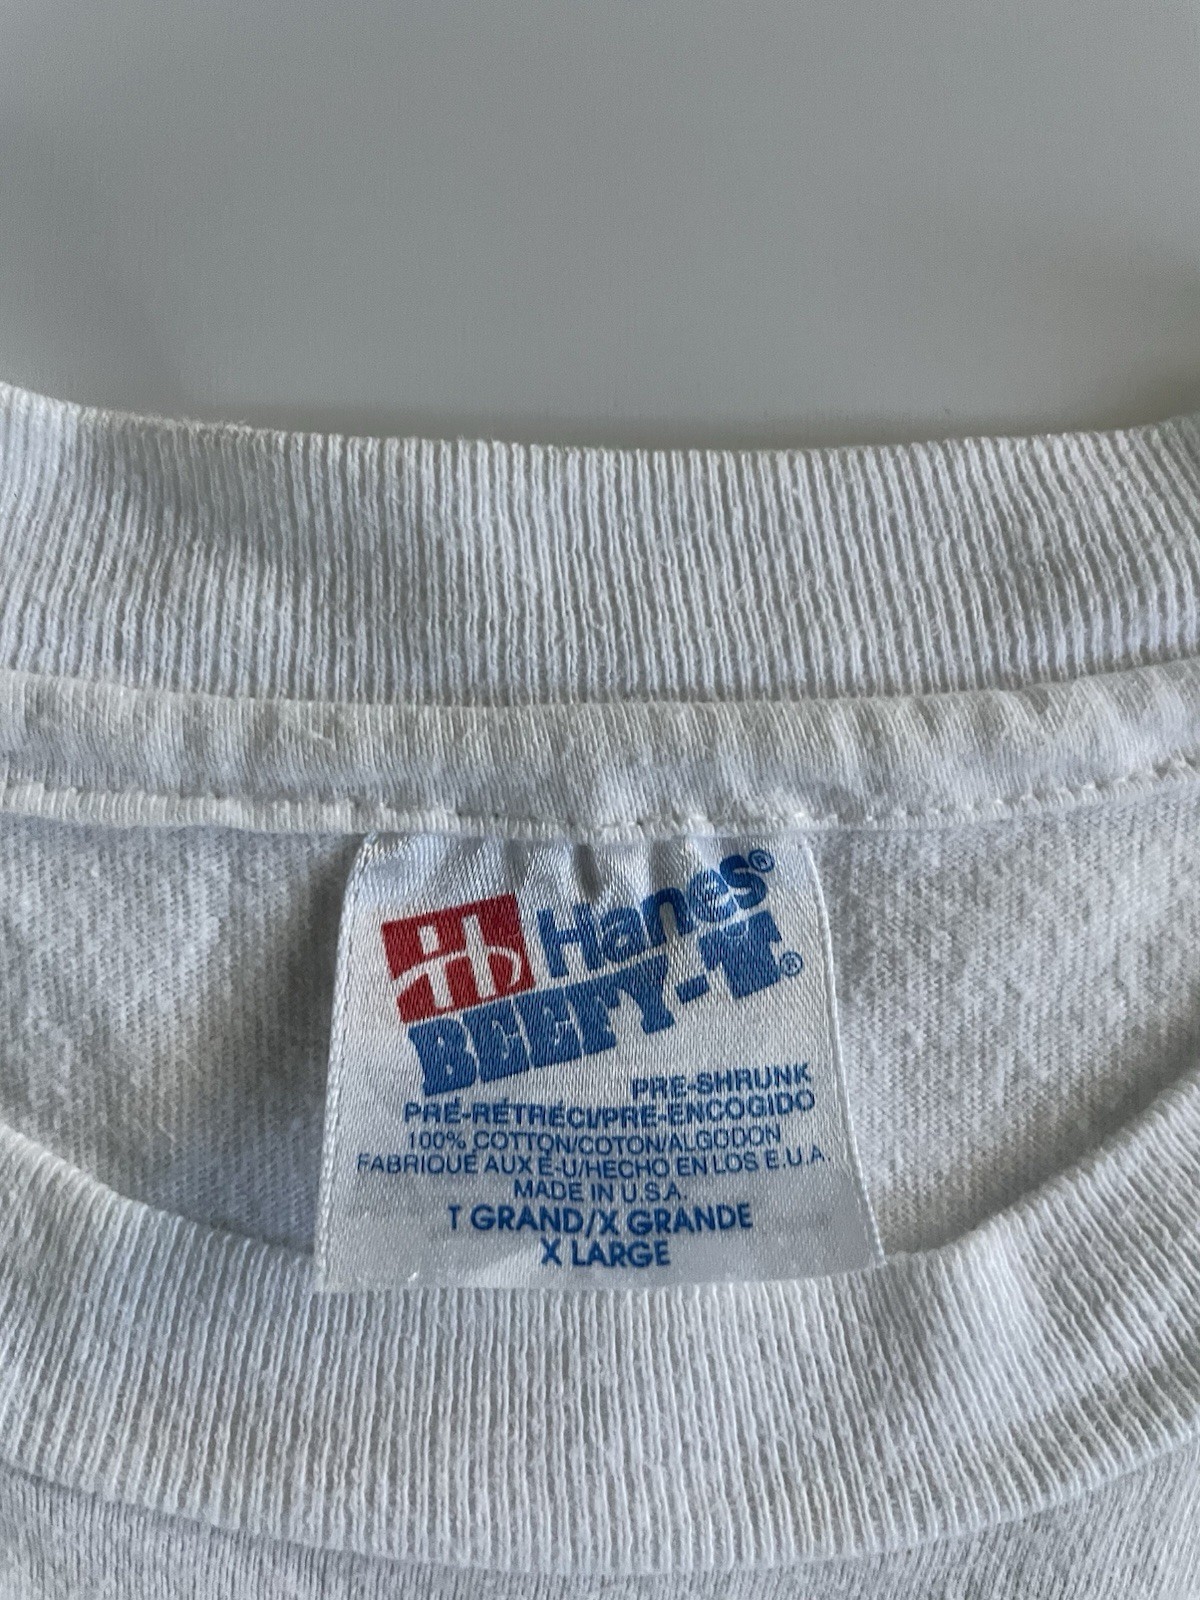 Hanes®
BEEFY-T®
PRE-SHRUNK
PRÉ-RÉTRÉCI/PRE-ENCOGIDO
100% COTTON/COTON/ALGODON
FABRIQUÉ AUX É-U/HECHO EN LOS E.U.A.
MADE IN U.S.A.
T GRAND/X GRANDE
X LARGE